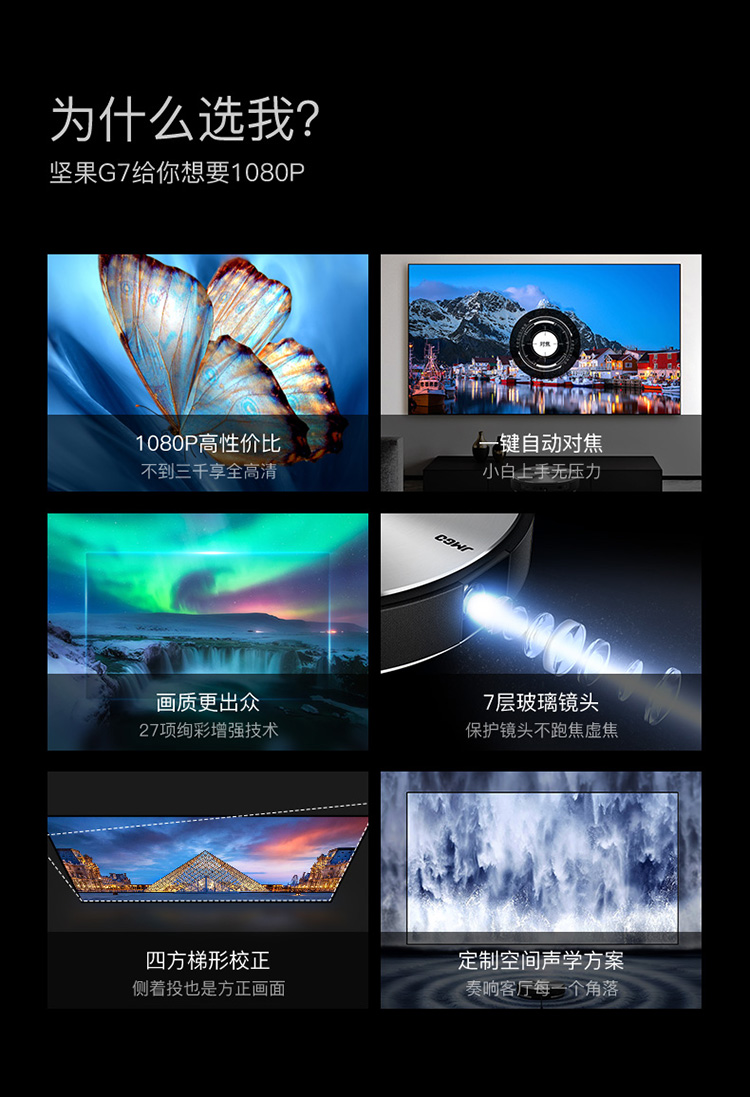 为什么选我?
坚果G7给你想要1080P
对焦
1080P高性价比
不到三千享全高清
一键自动对焦
小白上手无压力
JMGO
画质更出众
27项绚彩增强技术
7层玻璃镜头
保护镜头不跑焦虚焦
四方梯形校正
侧着投也是方正画面
定制空间声学方案
奏响客厅每一个角落